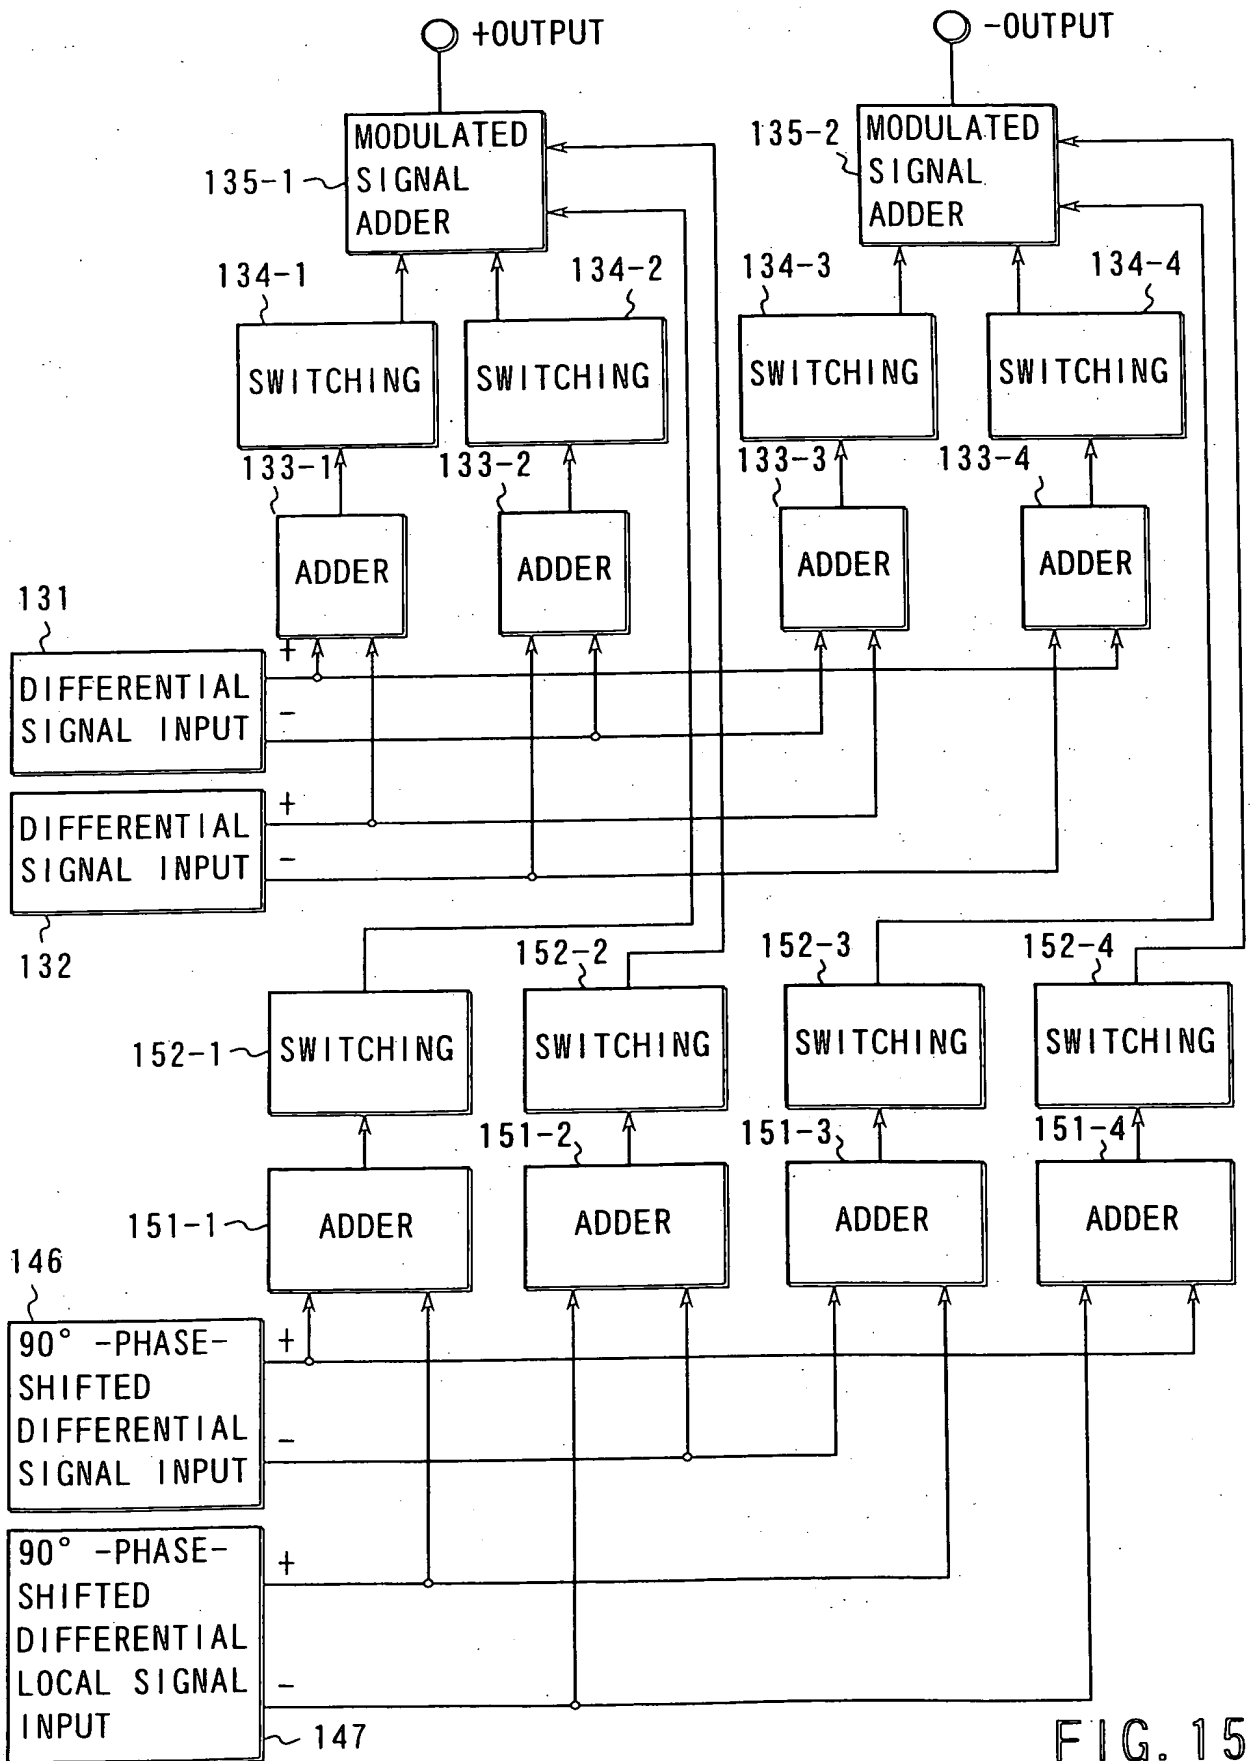 +OUTPUT
-OUTPUT
MODULATED
SIGNAL
ADDER
135-1
MODULATED
SIGNAL
ADDER
135-2
134-1
134-2
134-3
134-4
SWITCHING
SWITCHING
SWITCHING
SWITCHING
133-1
133-2
133-3
133-4
ADDER
ADDER
ADDER
ADDER
131
DIFFERENTIAL
SIGNAL INPUT
+
-
DIFFERENTIAL
SIGNAL INPUT
+
-
132
152-2
152-3
152-4
152-1
SWITCHING
SWITCHING
SWITCHING
SWITCHING
151-2
151-3
151-4
151-1
ADDER
ADDER
ADDER
ADDER
146
90° -PHASE-
SHIFTED
DIFFERENTIAL
SIGNAL INPUT
+
-
90° -PHASE-
SHIFTED
DIFFERENTIAL
LOCAL SIGNAL
INPUT
+
-
147
FIG. 15